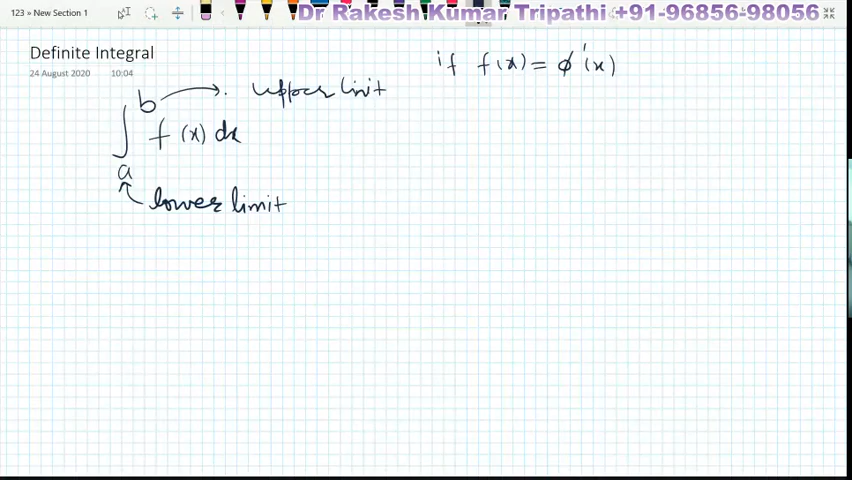 123 » New Section 1
Dr Rakesh Kumar Tripathi +91-96856-98056
Definite Integral
24 August 2020 10:04
if f(x) = ϕ'(x)
b → upper limit
∫ f(x) dx
a
lower limit